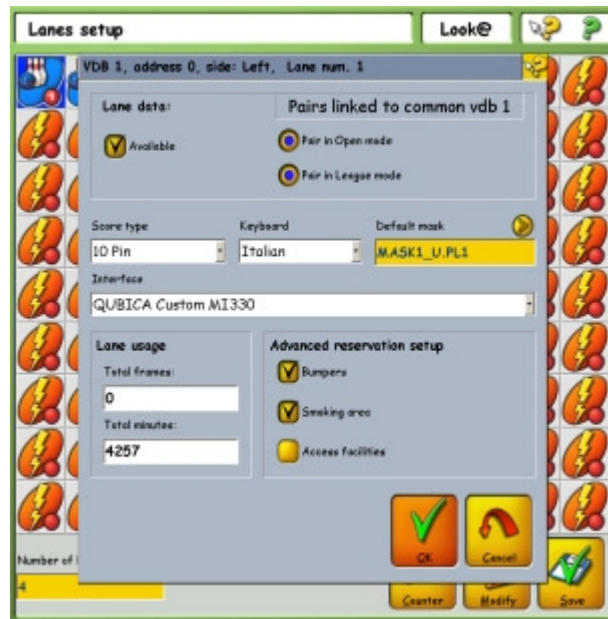 Lanes setup
Look@
VDB 1, address 0, side: Left, Lane num. 1
Lane data:
Pairs linked to common vdb 1
Available
Pair in Open mode
Pair in League mode
Score type
Keyboard
Default mask
10 Pin
Italian
MASK1_U.PL1
Interface
QUBICA Custom MI330
Lane usage
Advanced reservation setup
Total frames:
Bumpers
0
Smoking area
Total minutes:
4257
Access facilities
OK
Cancel
Number of
4
Counter
Modify
Save